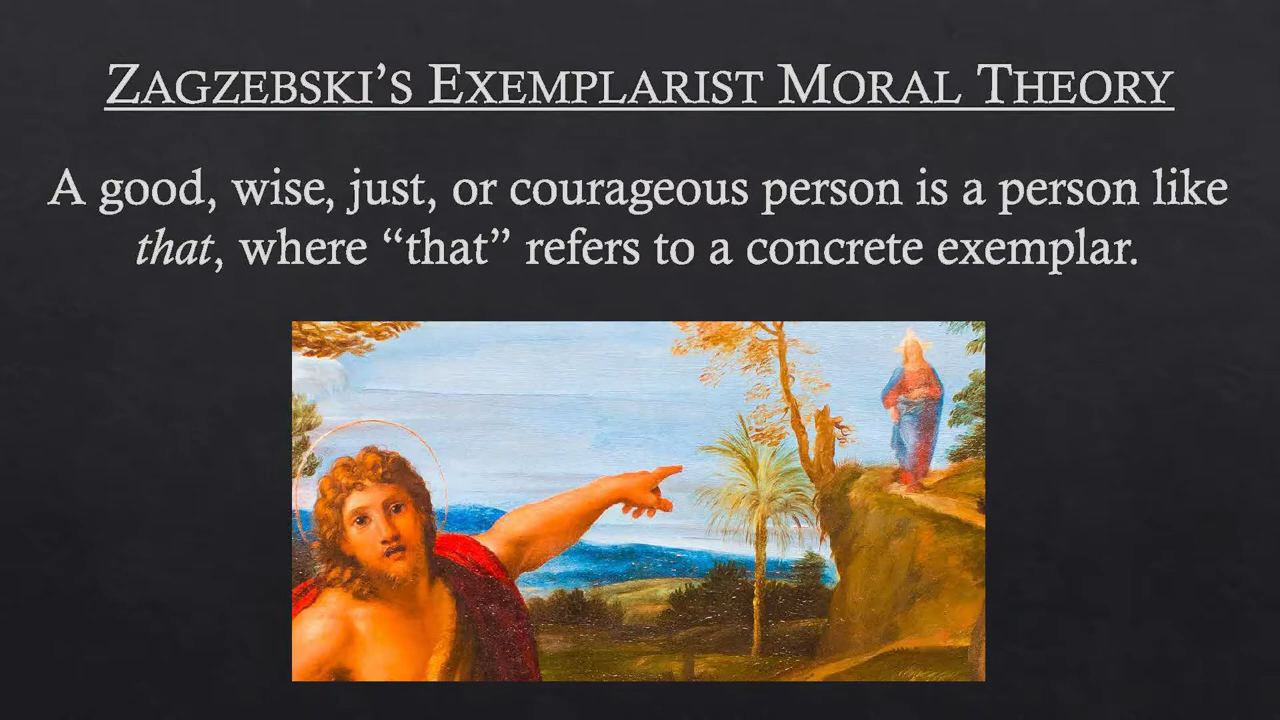 ZAGZEBSKI’S EXEMPLARIST MORAL THEORY
A good, wise, just, or courageous person is a person like
that, where “that” refers to a concrete exemplar.